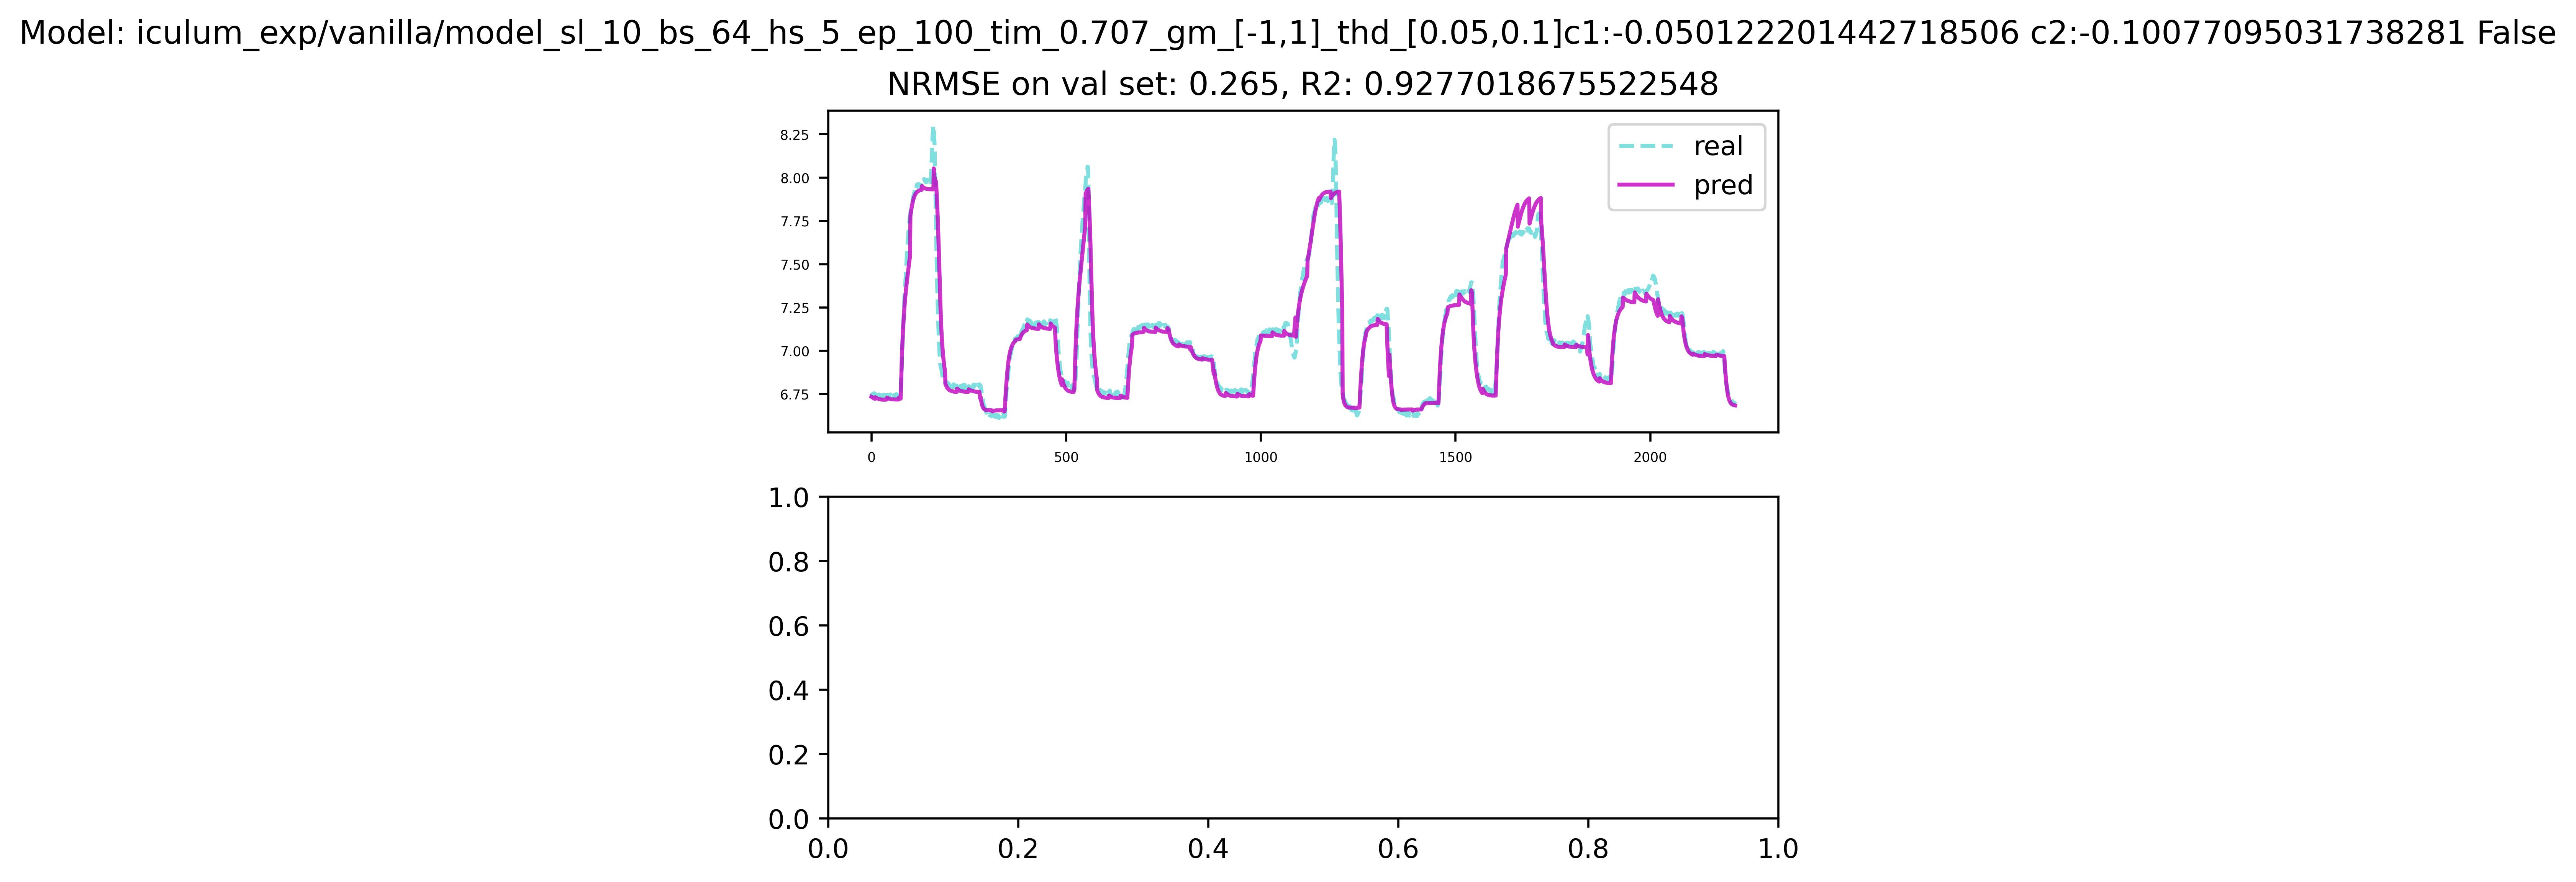 Model: iculum_exp/vanilla/model_sl_10_bs_64_hs_5_ep_100_tim_0.707_gm_[-1,1]_thd_[0.05,0.1]c1:-0.050122201442718506 c2:-0.10077095031738281 False
NRMSE on val set: 0.265, R2: 0.9277018675522548
8.25
8.00
7.75
7.50
7.25
7.00
6.75
real
pred
0 500 1000 1500 2000
1.0
0.8
0.6
0.4
0.2
0.0
0.0 0.2 0.4 0.6 0.8 1.0